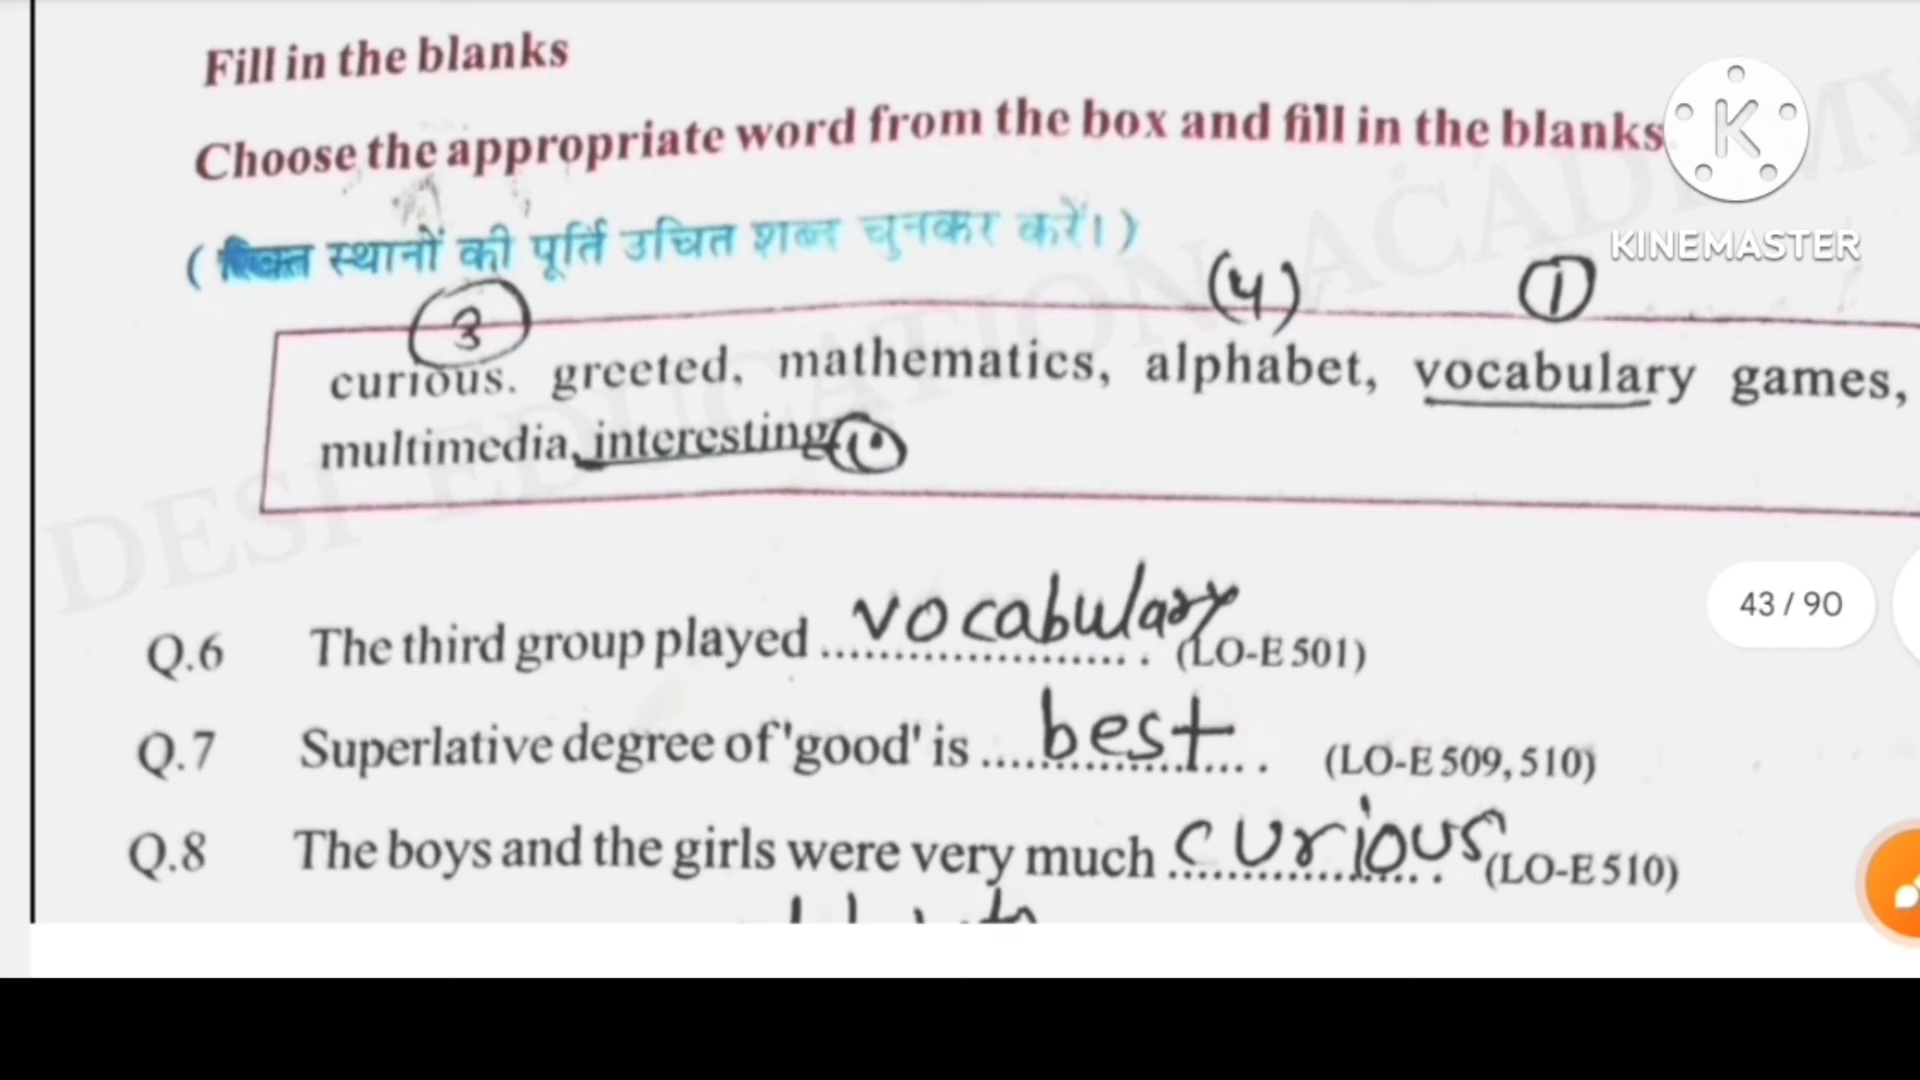 Fill in the blanks
Choose the appropriate word from the box and fill in the blanks
KINEMASTER
( रिक्त स्थानों की पूर्ति उचित शब्द चुनकर करें। )
3 (4) 1
curious. greeted, mathematics, alphabet, vocabulary games,
multimedia, interesting
DESI EDUCATION ACADEMY
Q.6 The third group played vocabulary (LO-E 501)
43 / 90
Q.7 Superlative degree of 'good' is best (LO-E 509, 510)
Q.8 The boys and the girls were very much curious (LO-E 510)